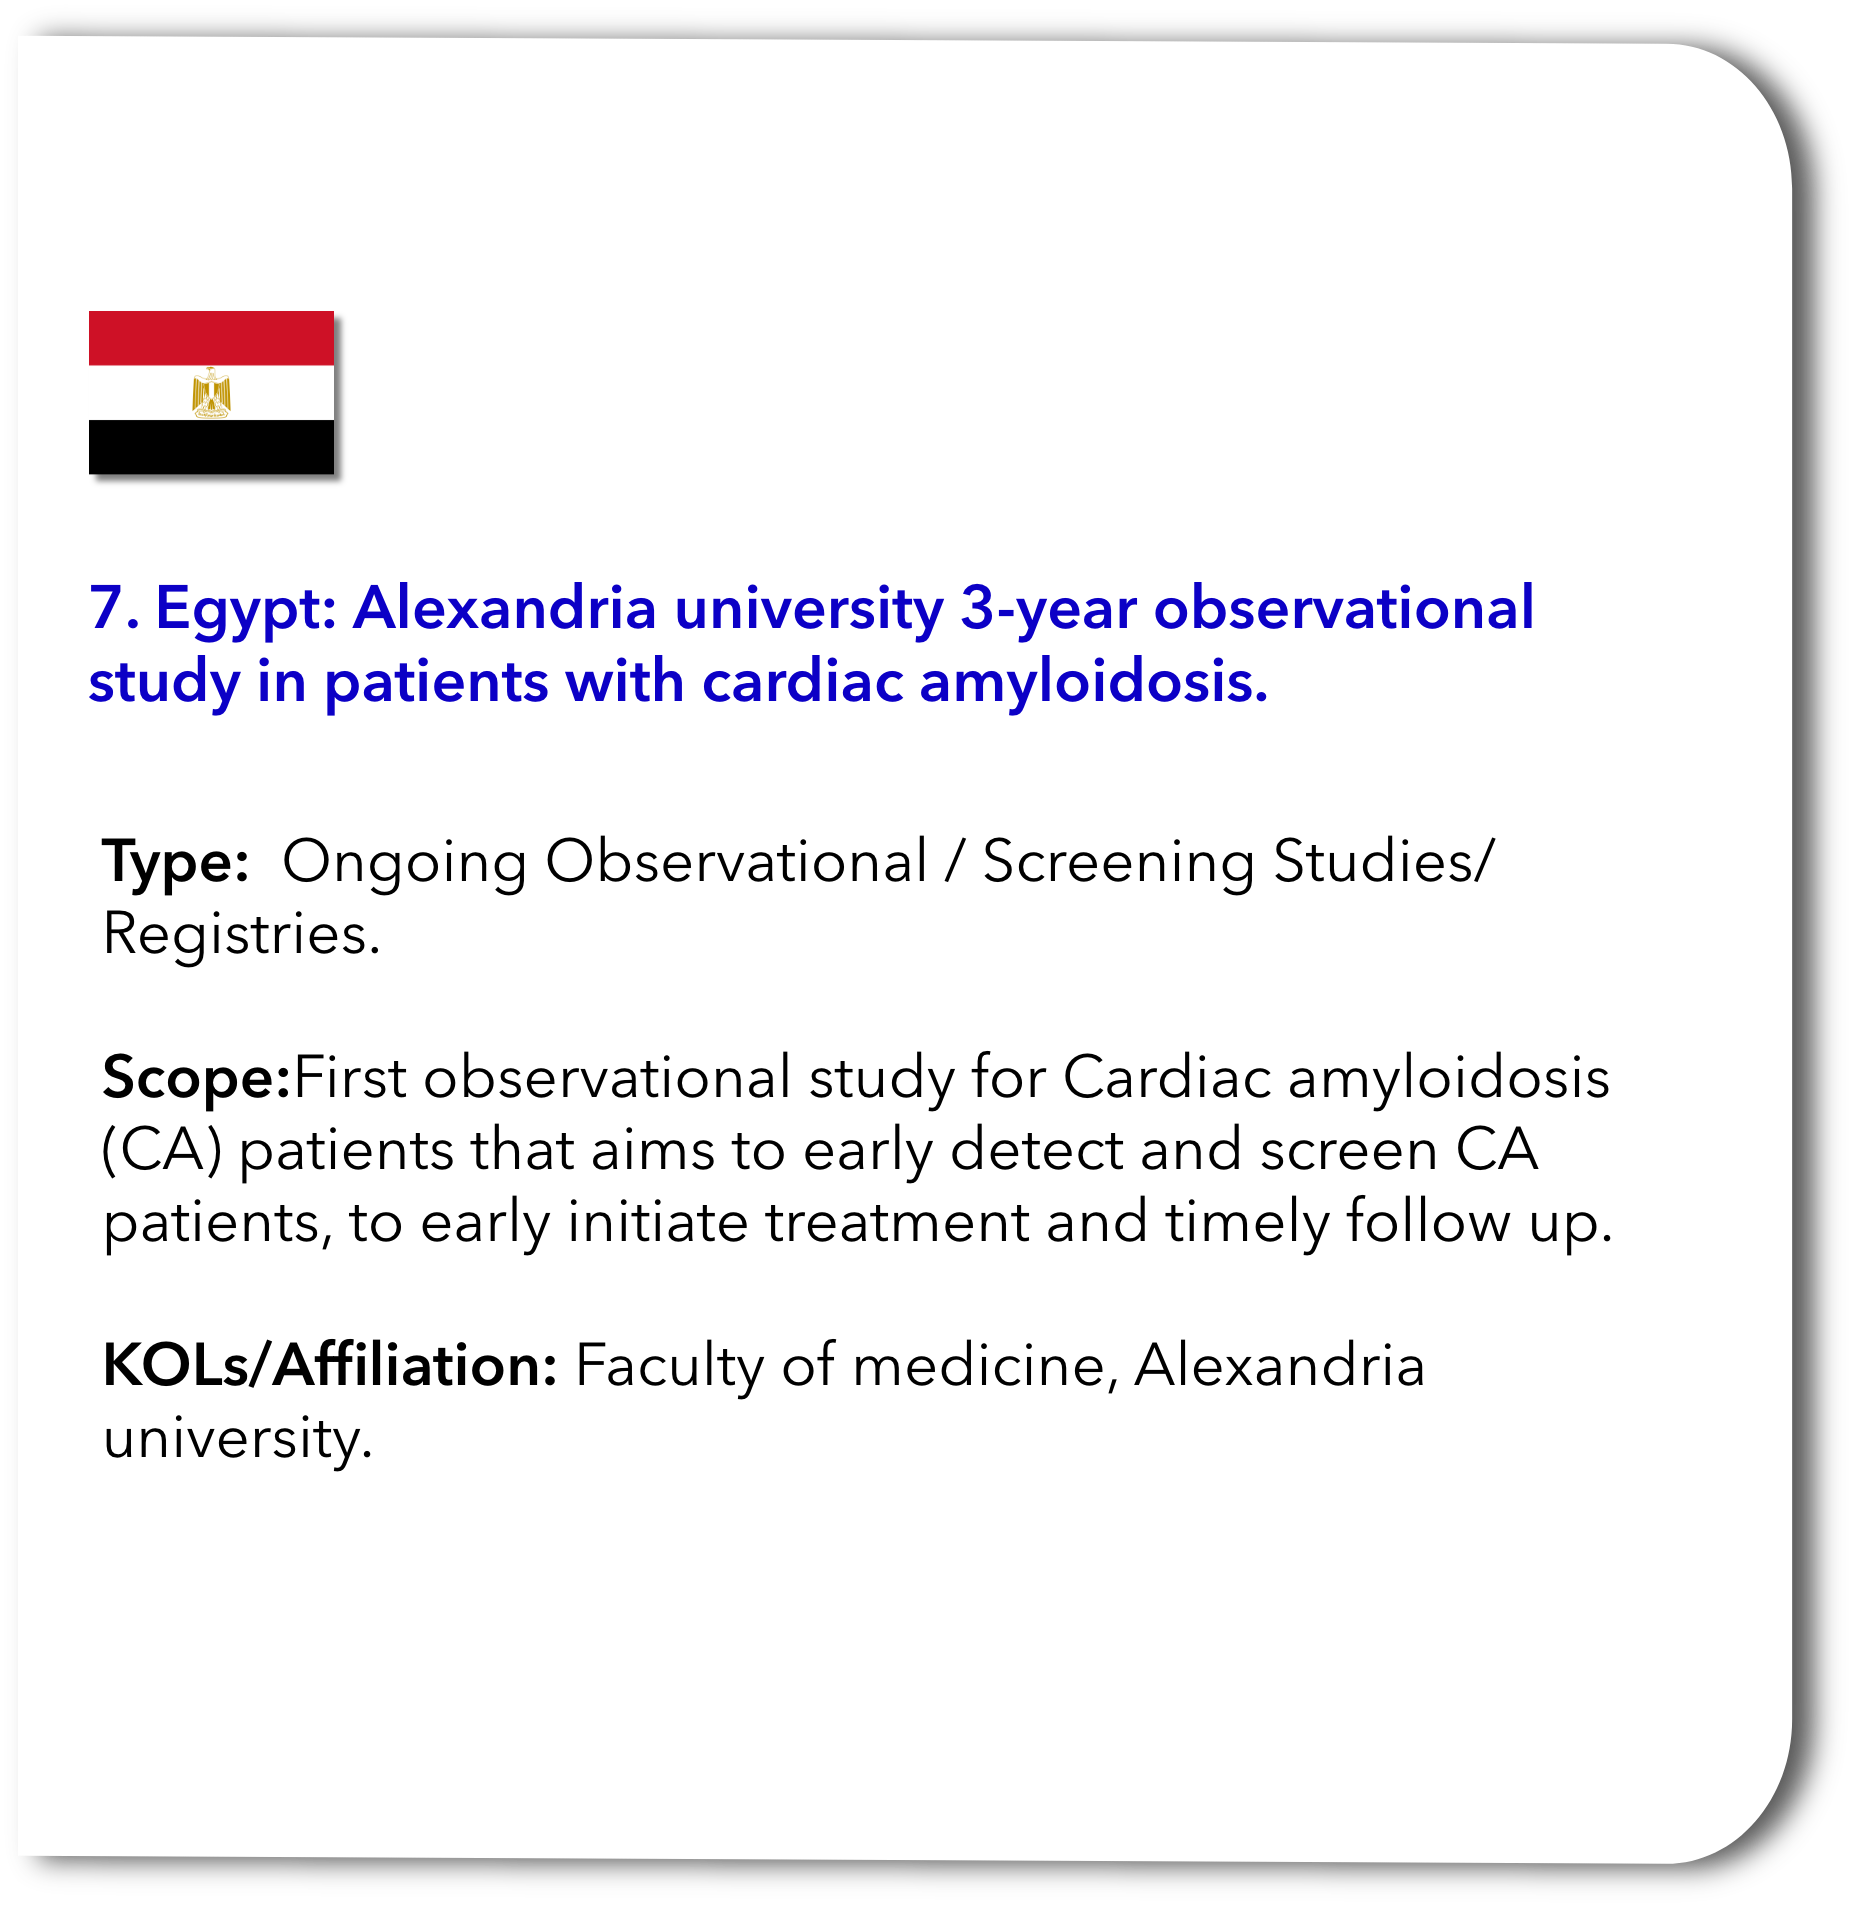 7. Egypt: Alexandria university 3-year observational
study in patients with cardiac amyloidosis.
Type:  Ongoing Observational / Screening Studies/
Registries.
Scope:First observational study for Cardiac amyloidosis
(CA) patients that aims to early detect and screen CA
patients, to early initiate treatment and timely follow up.
KOLs/Affiliation: Faculty of medicine, Alexandria
university.